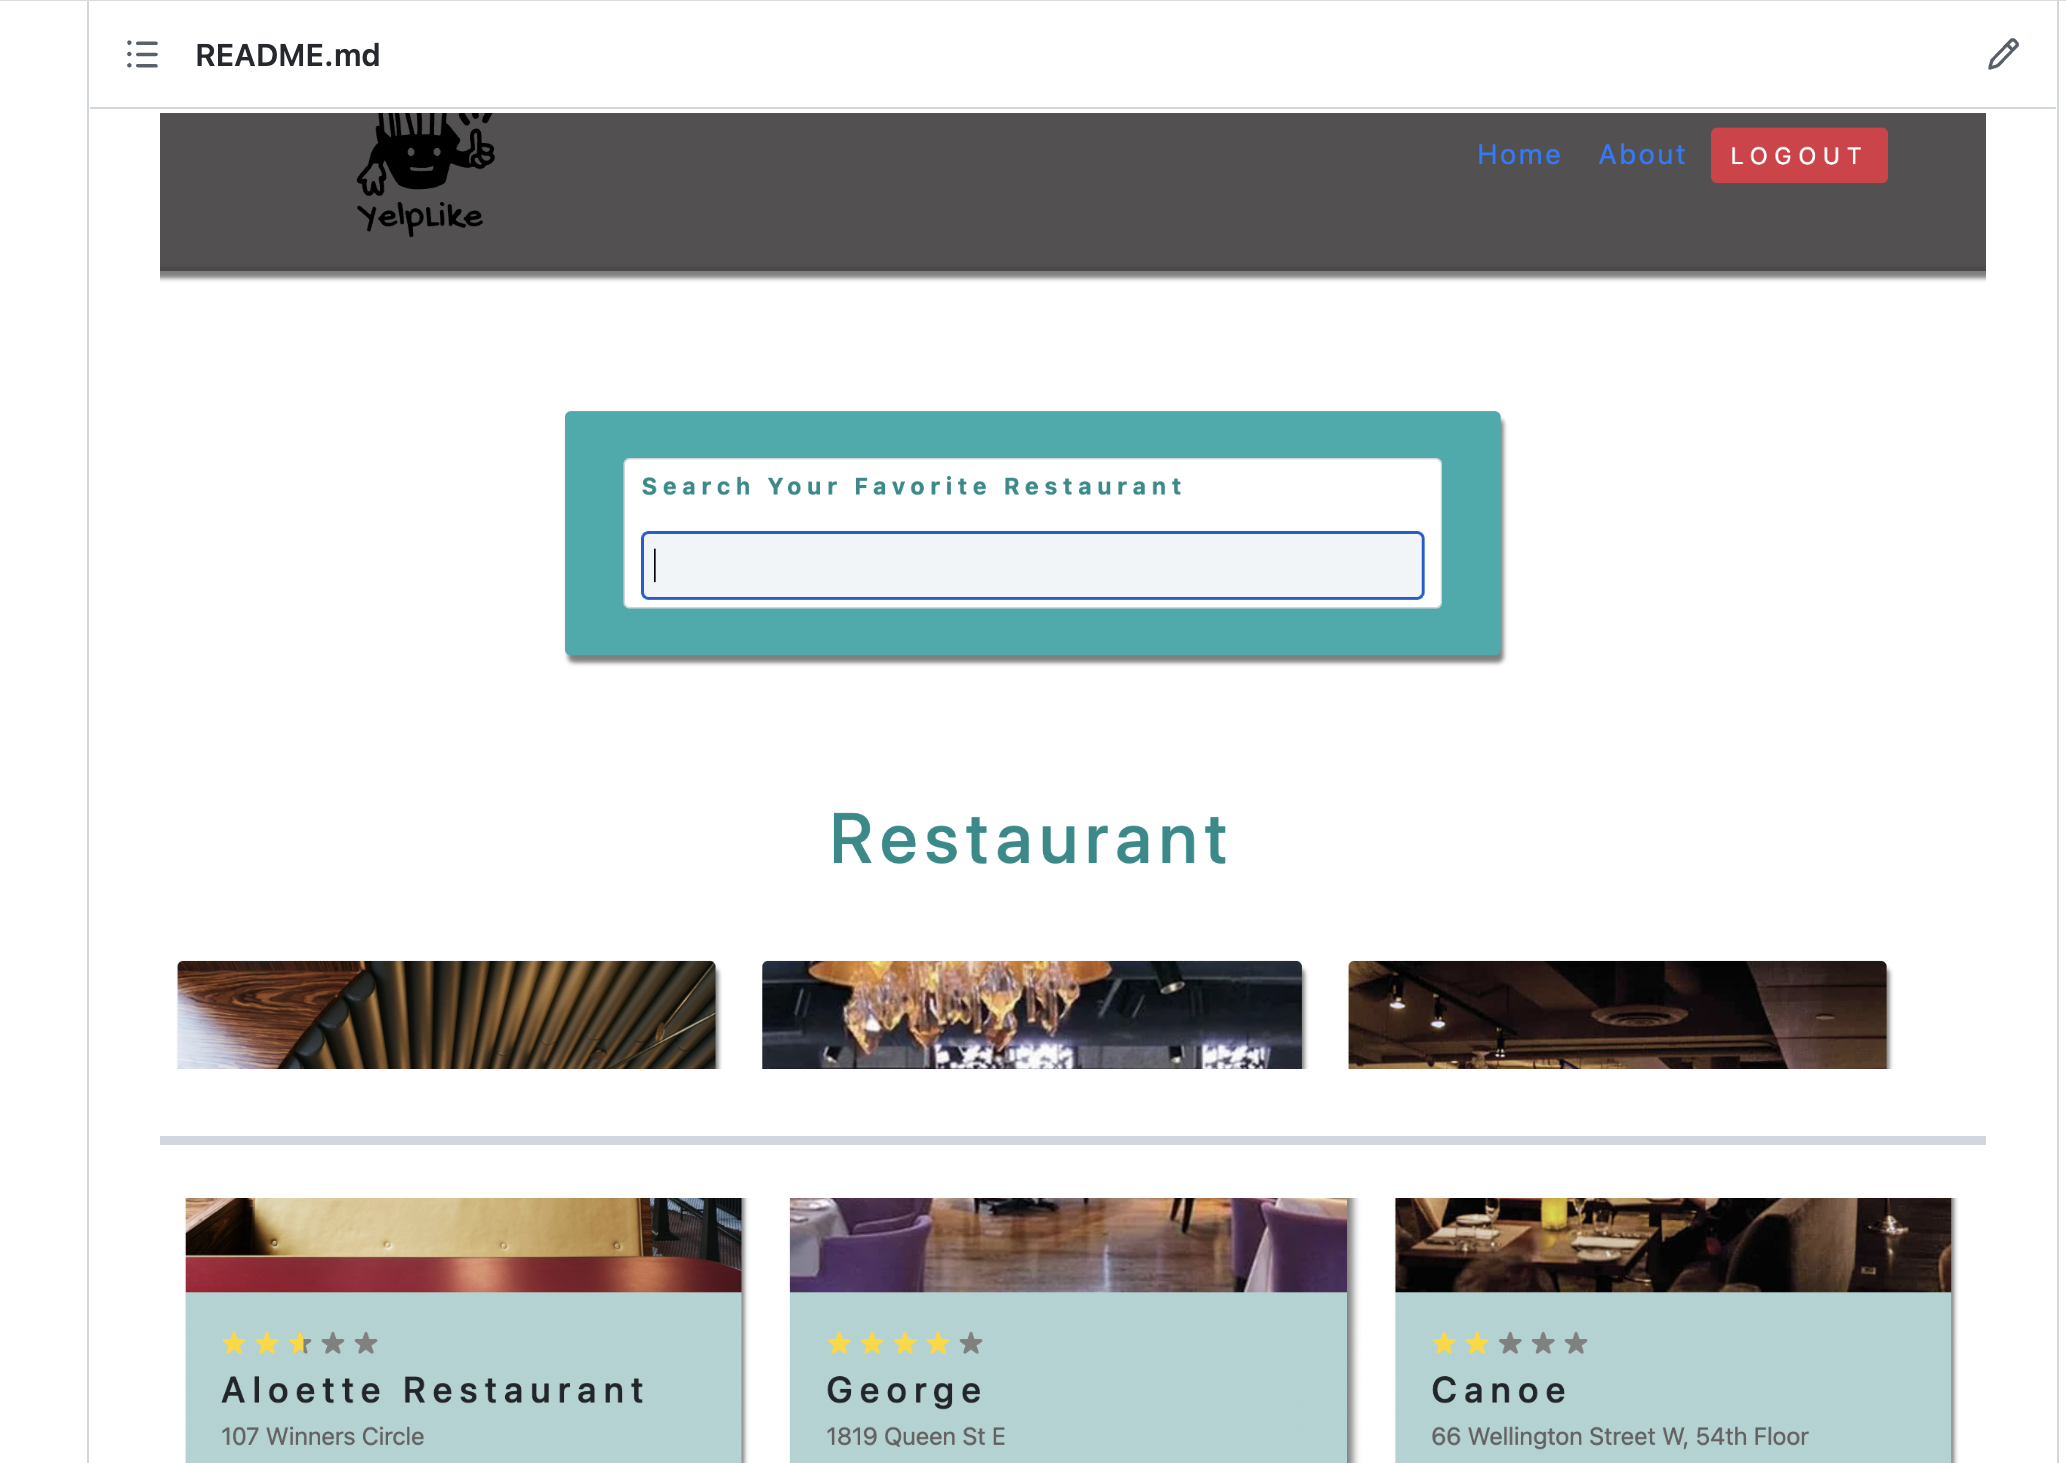 README.md
YelpLike
Home About LOGOUT
Search Your Favorite Restaurant
Restaurant
Aloette Restaurant
107 Winners Circle
George
1819 Queen St E
Canoe
66 Wellington Street W, 54th Floor